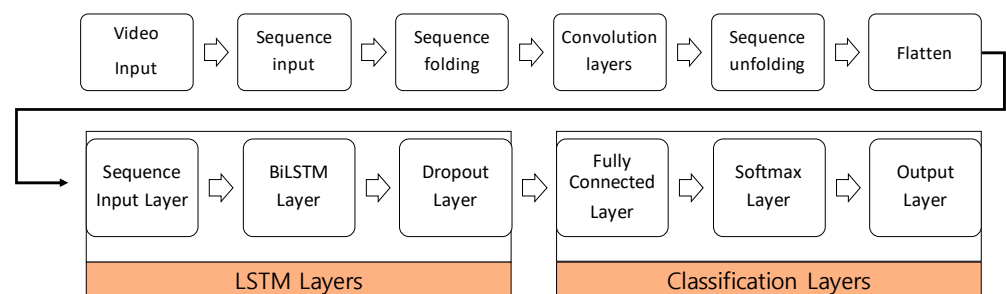 Video
Input
Sequence
input
Sequence
folding
Convolution
layers
Sequence
unfolding
Flatten
Sequence
Input Layer
BiLSTM
Layer
Dropout
Layer
Fully
Connected
Layer
Softmax
Layer
Output
Layer
LSTM Layers
Classification Layers